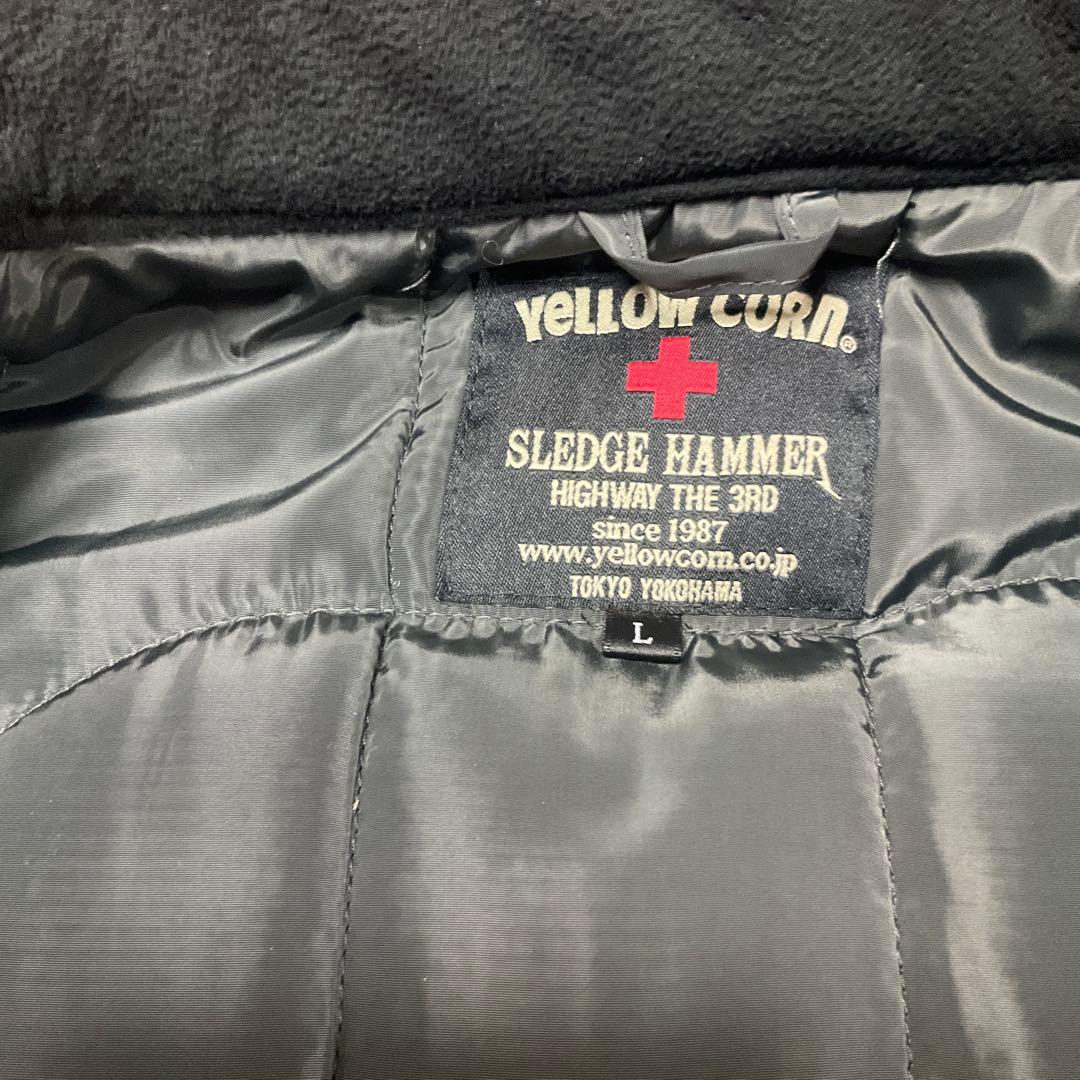 YeLLOW CORn®
SLEDGE HAMMER
HIGHWAY THE 3RD
since 1987
www.yellowcorn.co.jp
TOKYO YOKOHAMA
L